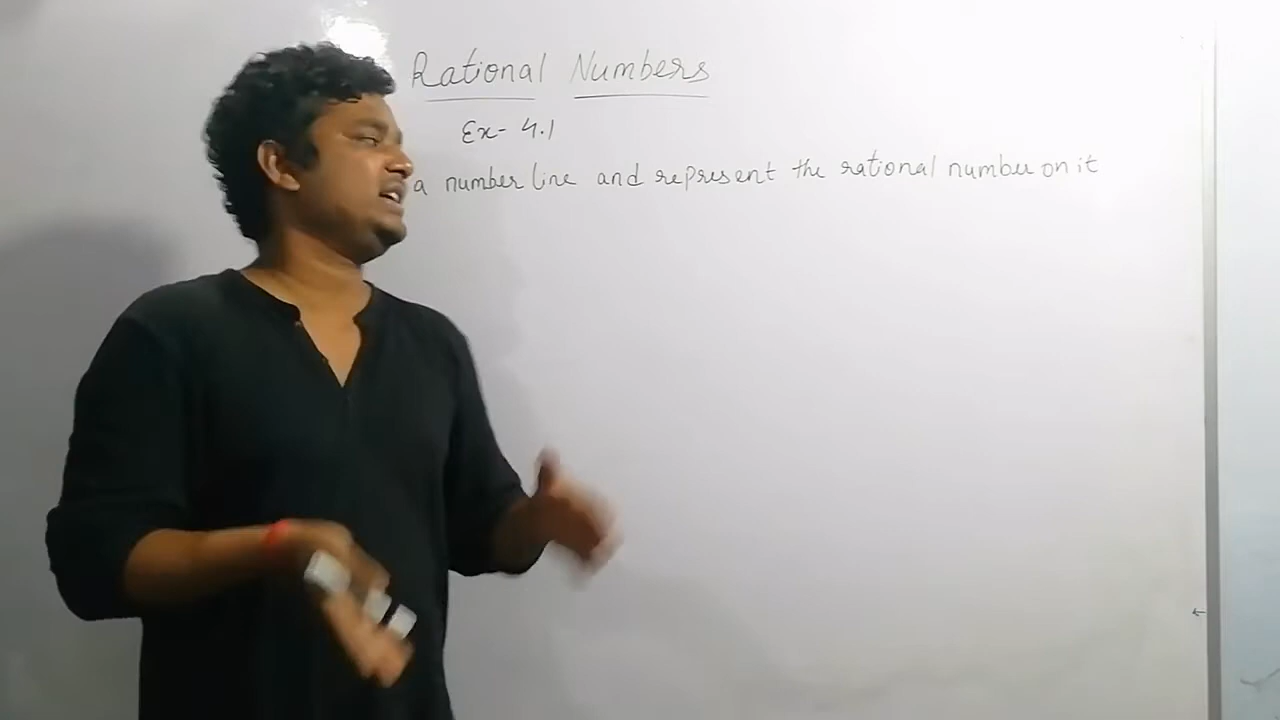 Rational Numbers
Ex- 4.1
a number line and represent the rational number on it